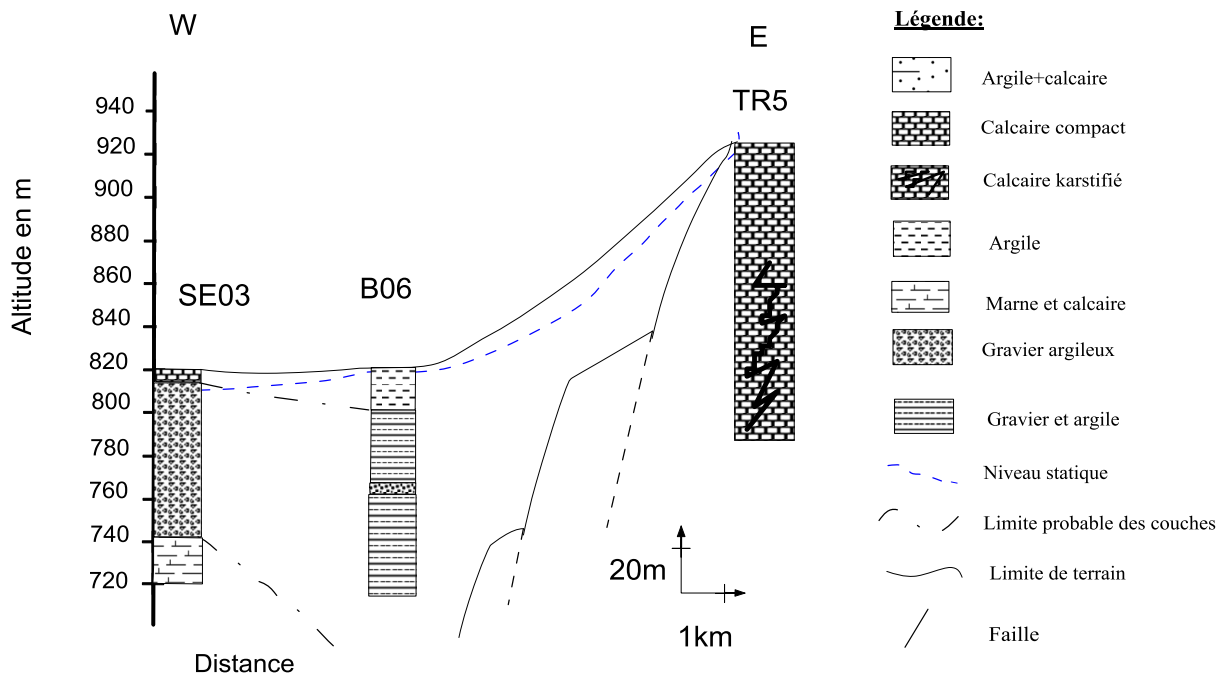 W
E
SE03
B06
TR5
Altitude en m
940
920
900
880
860
840
820
800
780
760
740
720
Distance
20m
1km
Légende:
Argile+calcaire
Calcaire compact
Calcaire karstifié
Argile
Marne et calcaire
Gravier argileux
Gravier et argile
Niveau statique
Limite probable des couches
Limite de terrain
Faille